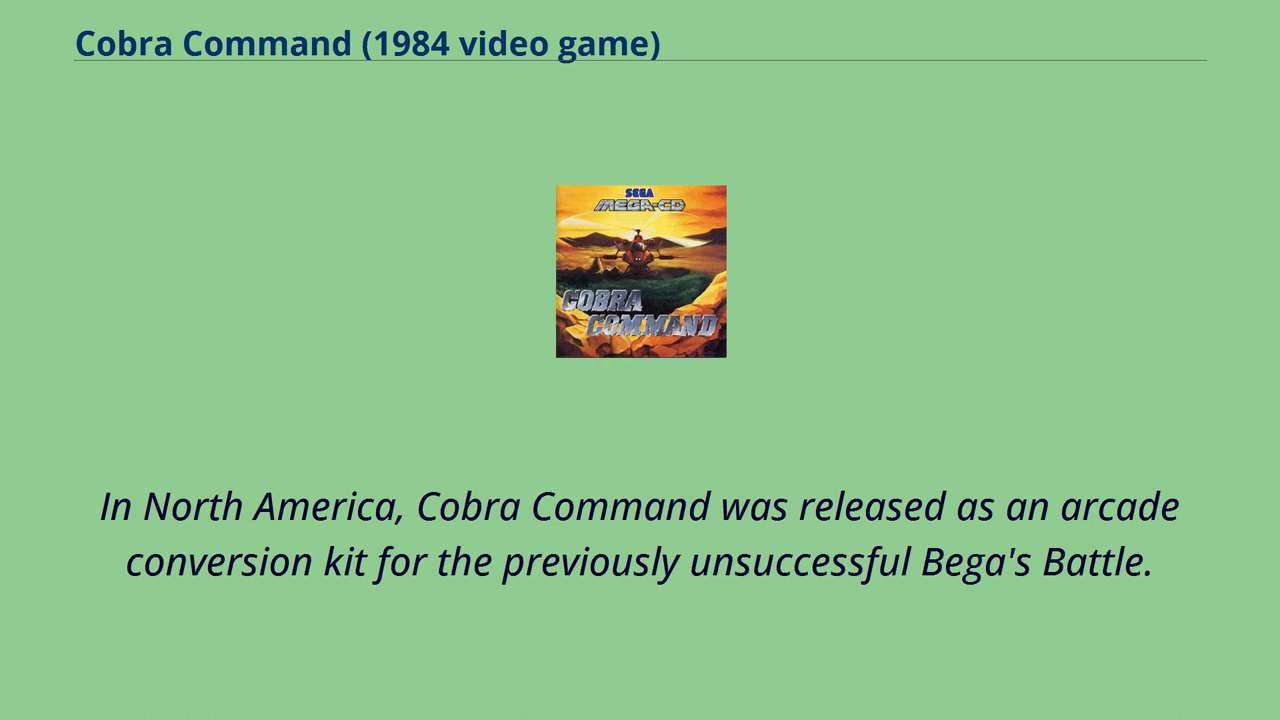 Cobra Command (1984 video game)
SEGA
MEGA-CD
COBRA
COMMAND
In North America, Cobra Command was released as an arcade
conversion kit for the previously unsuccessful Bega's Battle.